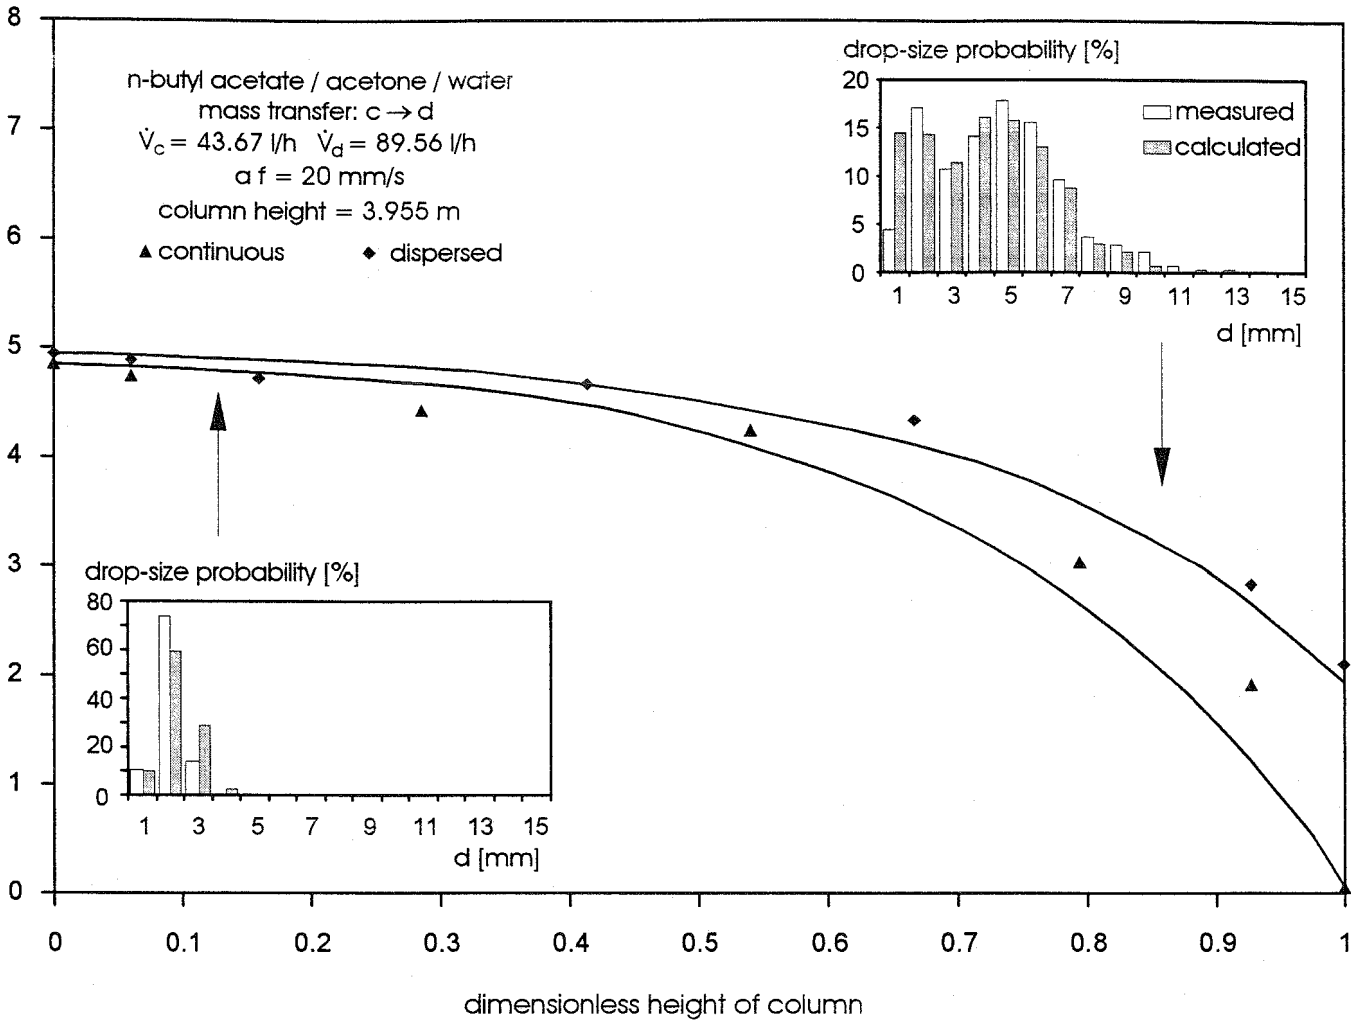 8
7
6
5
4
3
2
1
0
n-butyl acetate / acetone / water
mass transfer: c → d
V̇c = 43.67 l/h V̇d = 89.56 l/h
a f = 20 mm/s
column height = 3.955 m
▲ continuous ◆ dispersed
drop-size probability [%]
20
15
10
5
0
measured
calculated
1 3 5 7 9 11 13 15
d [mm]
drop-size probability [%]
80
60
40
20
0
1 3 5 7 9 11 13 15
d [mm]
0 0.1 0.2 0.3 0.4 0.5 0.6 0.7 0.8 0.9 1
dimensionless height of column